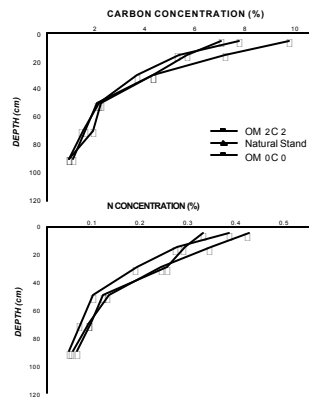 CARBON CONCENTRATION (%)
2 4 6 8 10
0
20
40
60
80
100
120
DEPTH (cm)
OM 2C 2
Natural Stand
OM 0C 0
N CONCENTRATION (%)
0.1 0.2 0.3 0.4 0.5
0
20
40
60
80
100
120
DEPTH (cm)